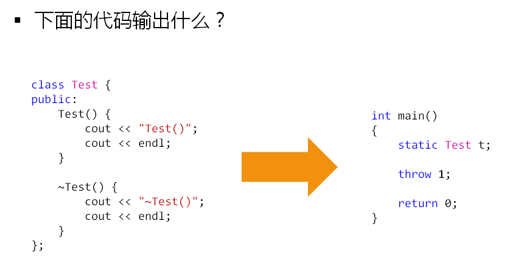 ▪ 下面的代码输出什么？
class Test {
public:
    Test() {
        cout << "Test()";
        cout << endl;
    }

    ~Test() {
        cout << "~Test()";
        cout << endl;
    }
};
int main()
{
    static Test t;

    throw 1;

    return 0;
}